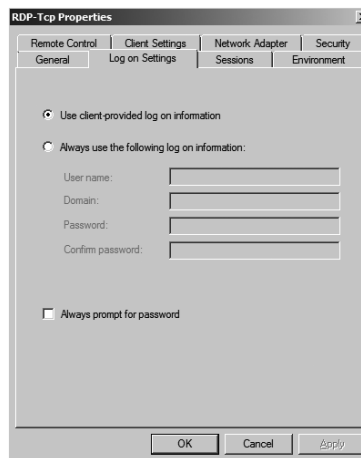 RDP-Tcp Properties
Remote Control Client Settings Network Adapter Security
General Log on Settings Sessions Environment
Use client-provided log on information
Always use the following log on information:
User name:
Domain:
Password:
Confirm password:
Always prompt for password
OK Cancel Apply